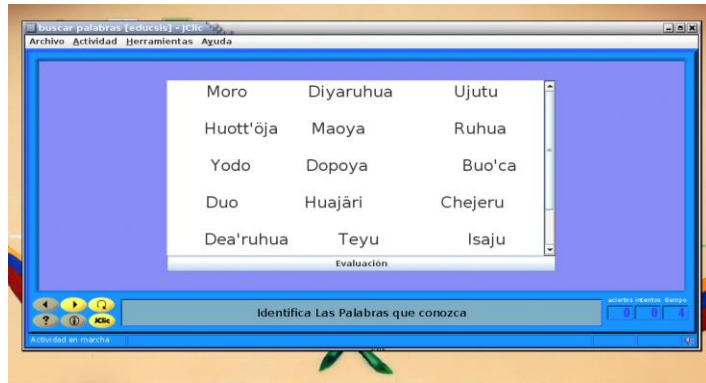 buscar palabras [educsis] - JClic
Archivo Actividad Herramientas Ayuda
Moro Diyaruhua Ujutu
Huott'öja Maoya Ruhua
Yodo Dopoya Buo'ca
Duo Huajäri Chejeru
Dea'ruhua Teyu Isaju
Evaluación
Identifica Las Palabras que conozca
aciertos intentos tiempo
0 0 4
JClic
Actividad en marcha